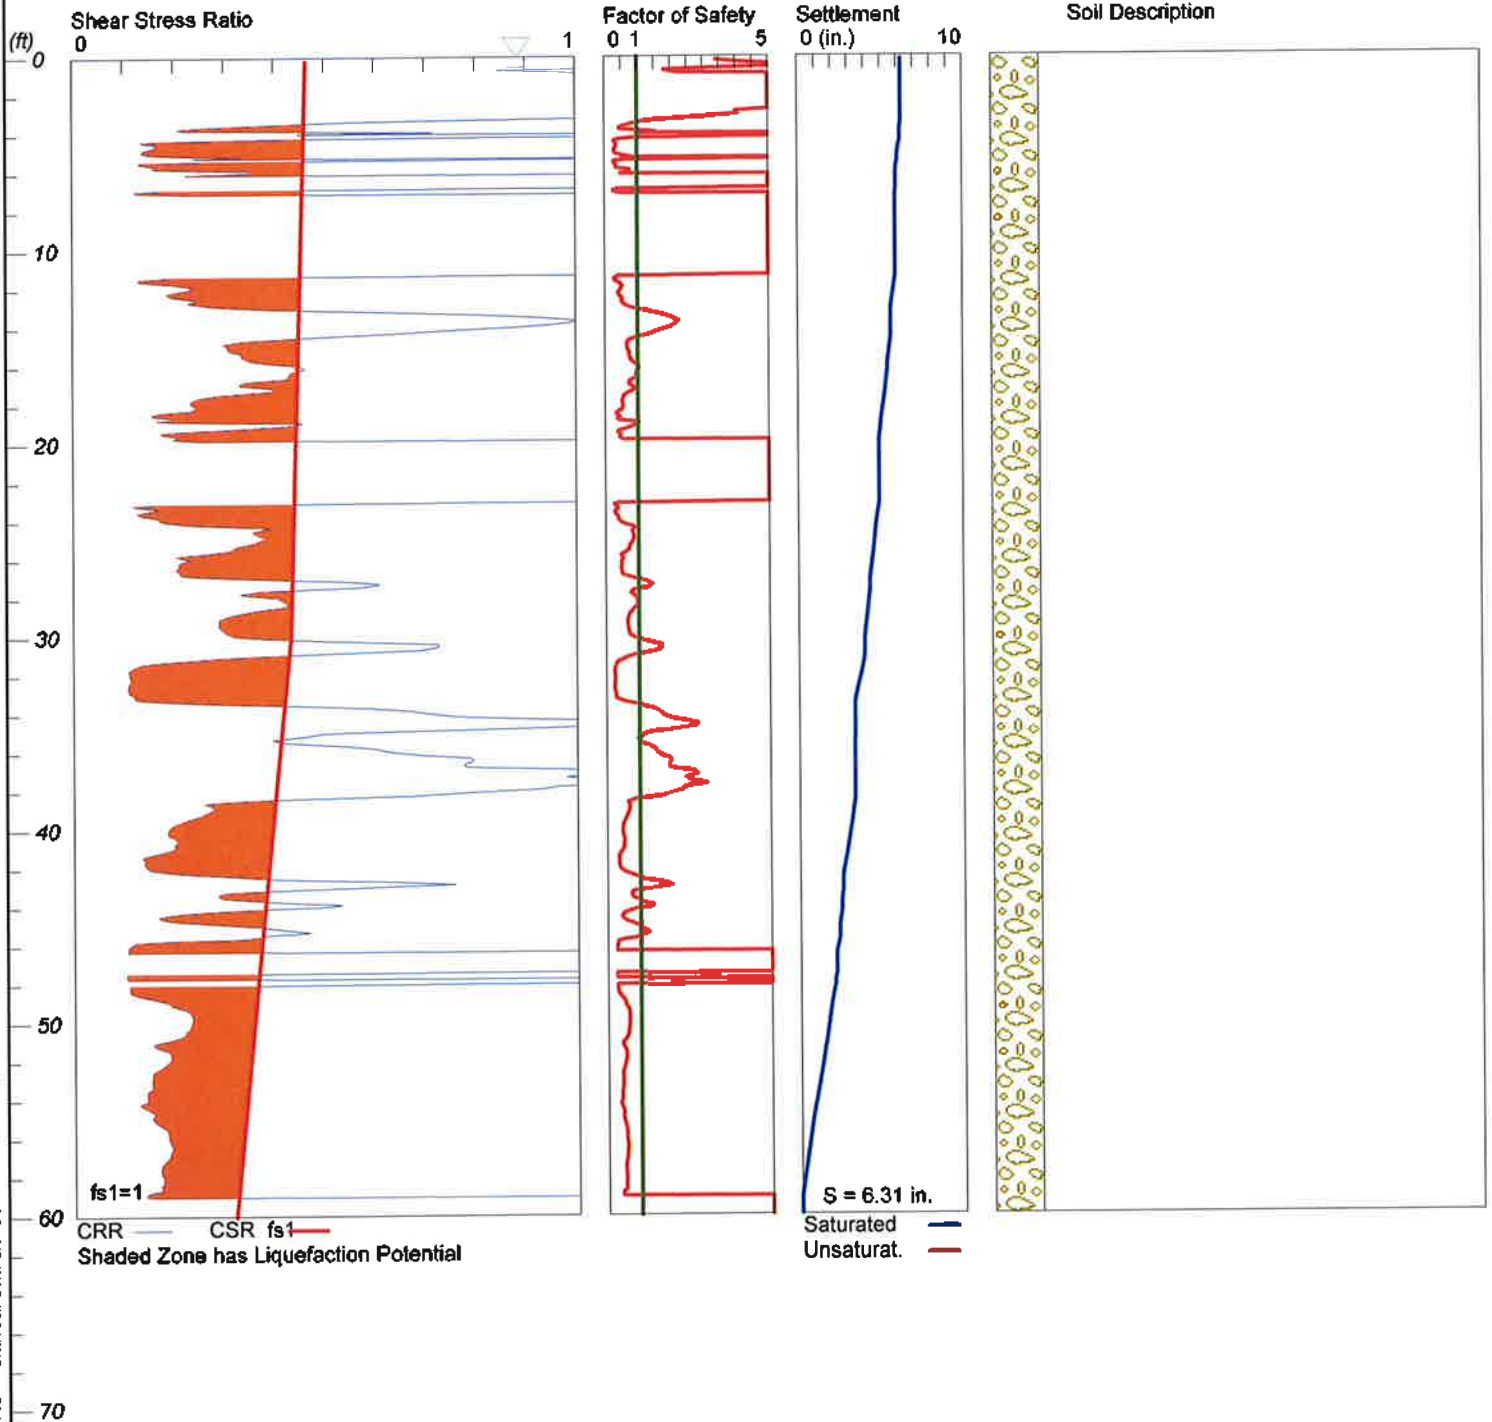 Shear Stress Ratio
Factor of Safety
Settlement
Soil Description
(ft) 0 1
0 1 5
0 (in.) 10
0
10
20
30
40
50
60
70
fs1=1
S = 6.31 in.
CRR CSR fs1
Shaded Zone has Liquefaction Potential
Saturated
Unsaturat.